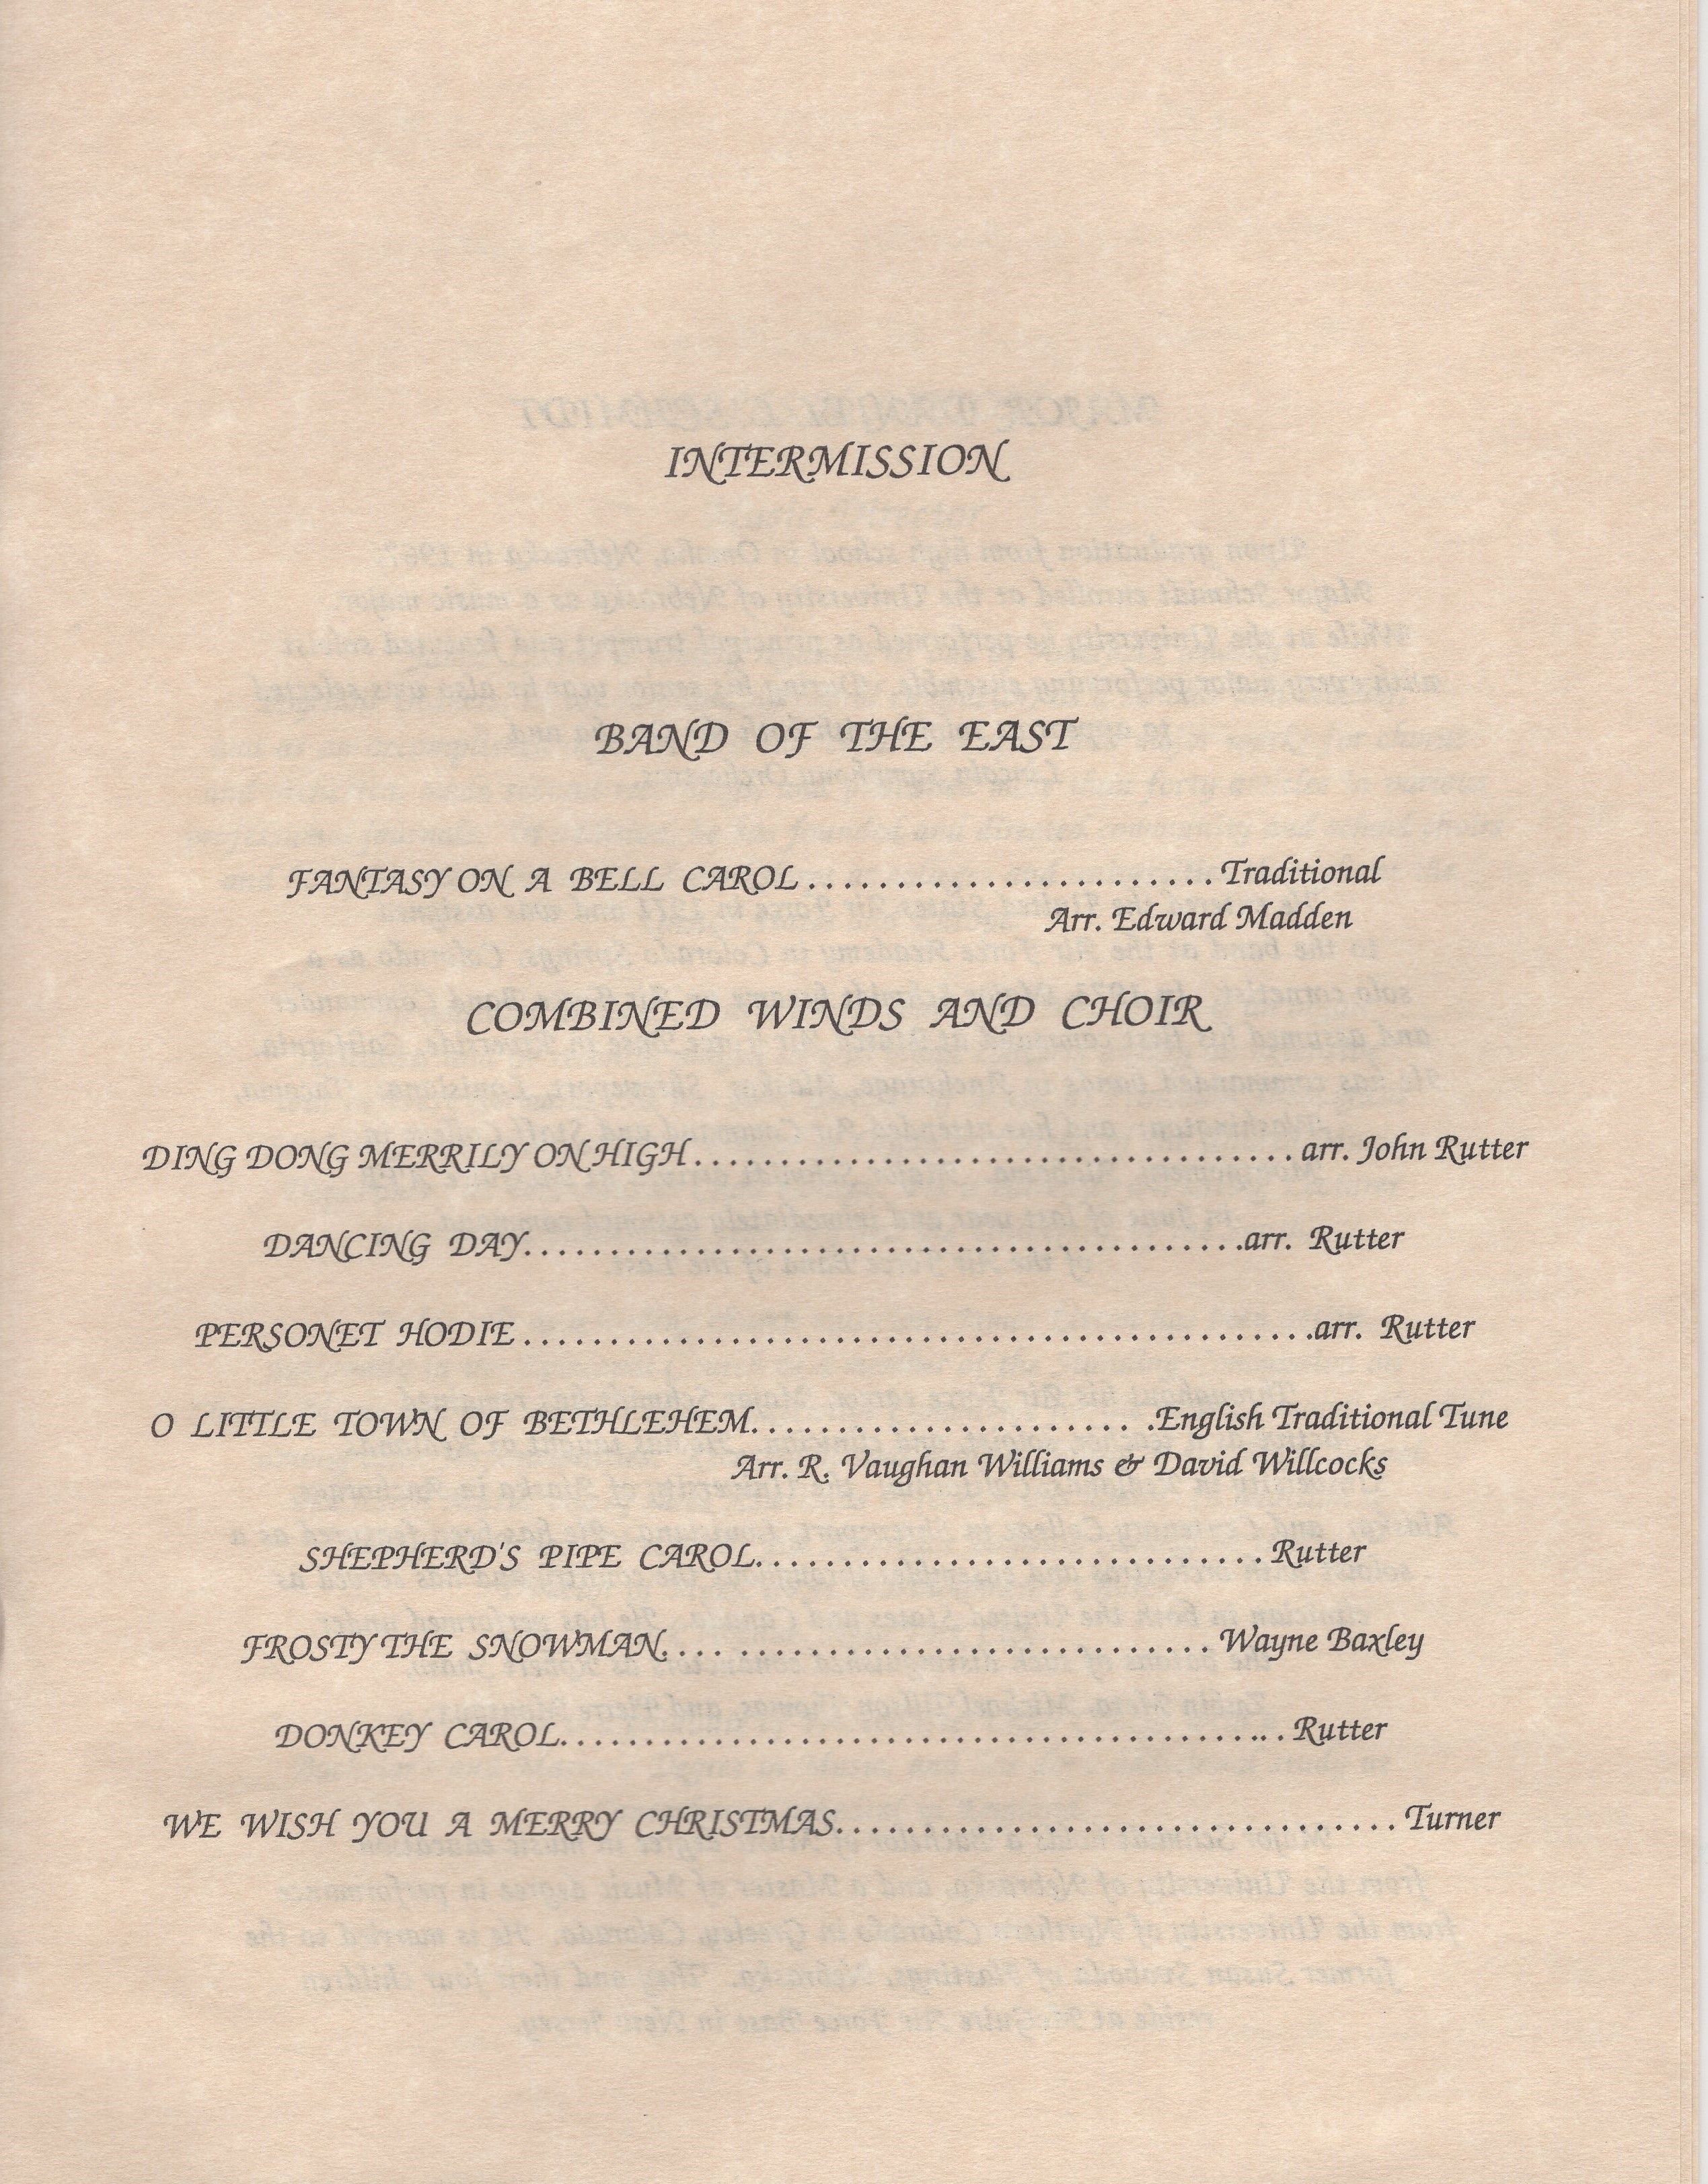 INTERMISSION
BAND OF THE EAST
FANTASY ON A BELL CAROL........................Traditional
Arr. Edward Madden
COMBINED WINDS AND CHOIR
DING DONG MERRILY ON HIGH...................................arr. John Rutter
DANCING DAY..........................................arr. Rutter
PERSONET HODIE..............................................arr. Rutter
O LITTLE TOWN OF BETHLEHEM...................... .English Traditional Tune
Arr. R. Vaughan Williams & David Willcocks
SHEPHERD'S PIPE CAROL..............................Rutter
FROSTY THE SNOWMAN.... ............................Wayne Baxley
DONKEY CAROL...........................................Rutter
WE WISH YOU A MERRY CHRISTMAS.................................Turner